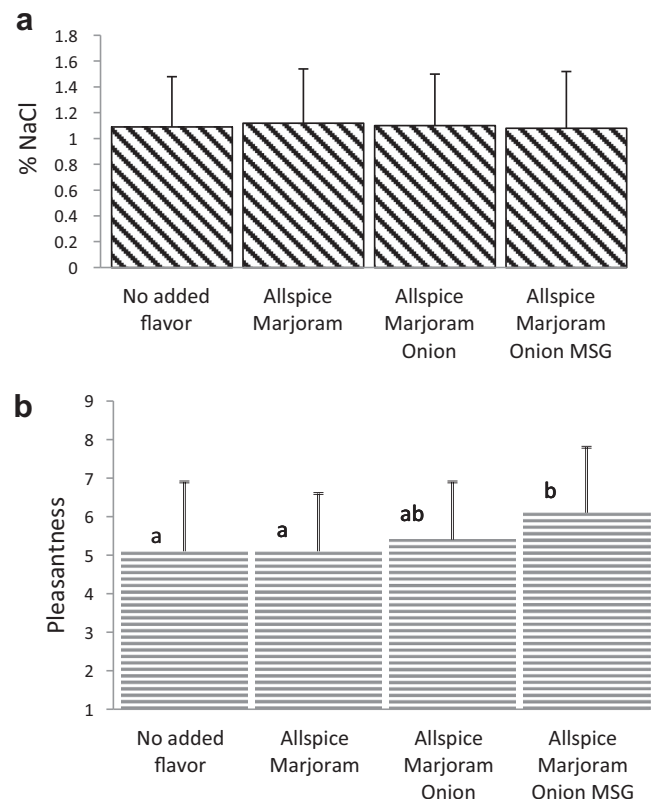 a
1.8
1.6
1.4
1.2
1
0.8
0.6
0.4
0.2
0
% NaCl
No added
flavor
Allspice
Marjoram
Allspice
Marjoram
Onion
Allspice
Marjoram
Onion MSG
b
9
8
7
6
5
4
3
2
1
Pleasantness
a
a
ab
b
No added
flavor
Allspice
Marjoram
Allspice
Marjoram
Onion
Allspice
Marjoram
Onion MSG